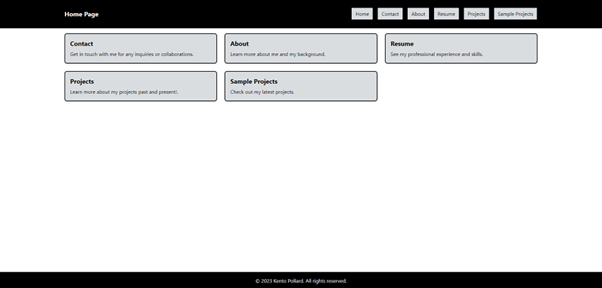 Home Page
Home Contact About Resume Projects Sample Projects
Contact
Get in touch with me for any inquiries or collaborations.
About
Learn more about me and my background.
Resume
See my professional experience and skills.
Projects
Learn more about my projects past and present!.
Sample Projects
Check out my latest projects.
© 2023 Kento Pollard. All rights reserved.